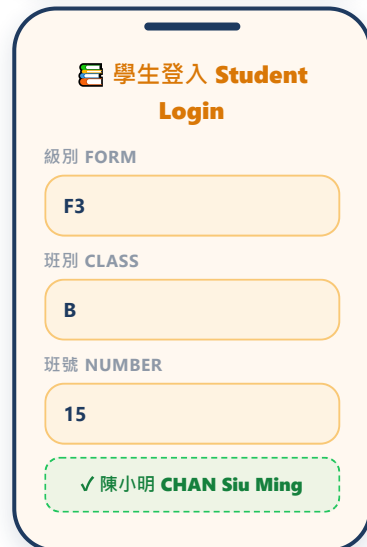 📚 學生登入 Student
Login
級別 FORM
F3
班別 CLASS
B
班號 NUMBER
15
✓ 陳小明 CHAN Siu Ming